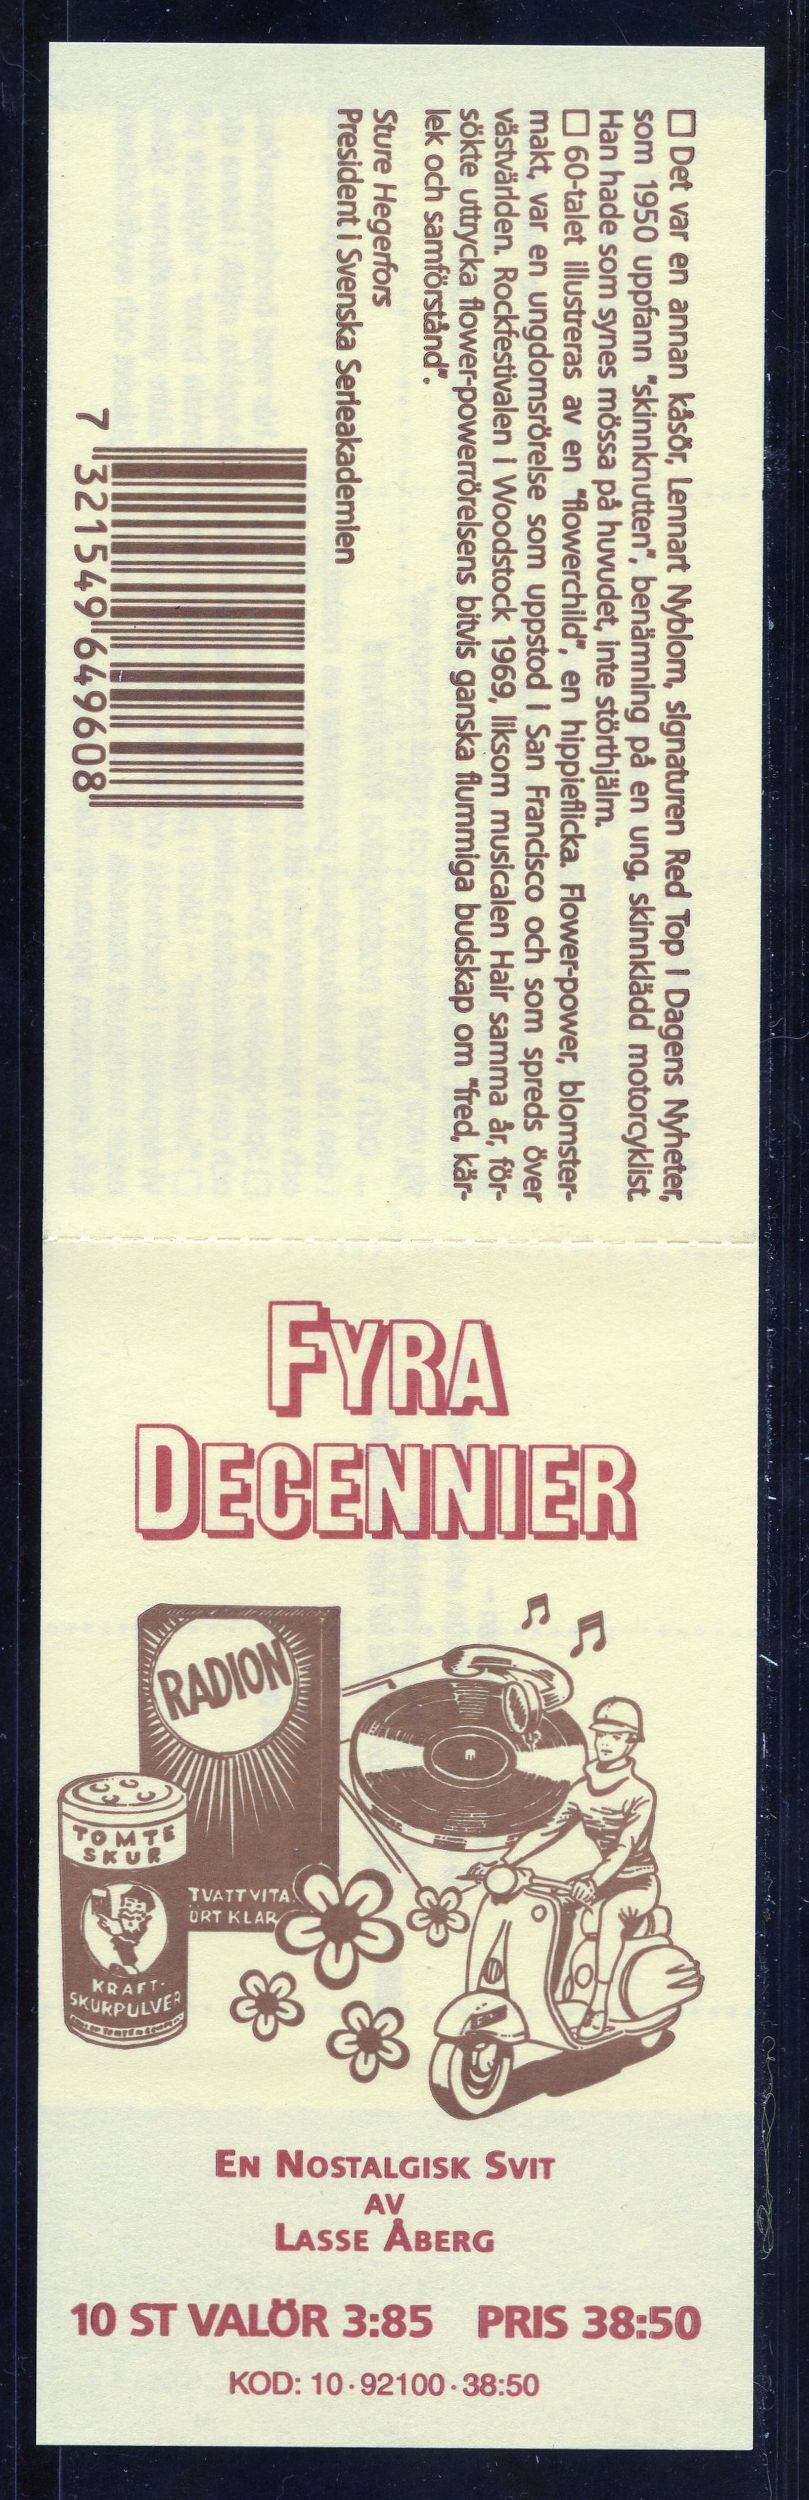 □ Det var en annan kåsör, Lennart Nyblom, signaturen Red Top i Dagens Nyheter,
som 1950 uppfann "skinnknutten", benämning på en ung, skinnklädd motorcyklist.
Han hade som synes mössa på huvudet, inte störthjälm.
□ 60-talet illustreras av en "flowerchild", en hippieflicka. Flower-power, blomster-
makt, var en ungdomsrörelse som uppstod i San Francisco och som spreds över
västvärlden. Rockfestivalen i Woodstock 1969, liksom musicalen Hair samma år, för-
sökte uttrycka flower-powerrörelsens bitvis ganska flummiga budskap om "fred, kär-
lek och samförstånd".
Sture Hegerfors
President i Svenska Serieakademien
7 321549 649608
FYRA
DECENNIER
RADION
TVÄTT VITA
ÖRT KLAR
TOMTE
SKUR
KRAFT-
SKURPULVER
EN NOSTALGISK SVIT
AV
LASSE ÅBERG
10 ST VALÖR 3:85 PRIS 38:50
KOD: 10·92100·38:50